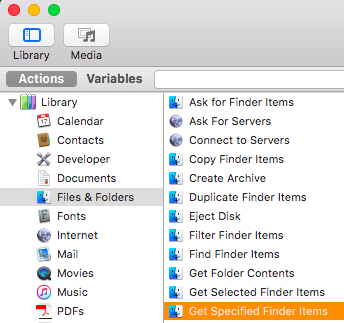 Library
Media
Actions
Variables
Library
Calendar
Contacts
Developer
Documents
Files & Folders
Fonts
Internet
Mail
Movies
Music
PDFs
Ask for Finder Items
Ask For Servers
Connect to Servers
Copy Finder Items
Create Archive
Duplicate Finder Items
Eject Disk
Filter Finder Items
Find Finder Items
Get Folder Contents
Get Selected Finder Items
Get Specified Finder Items